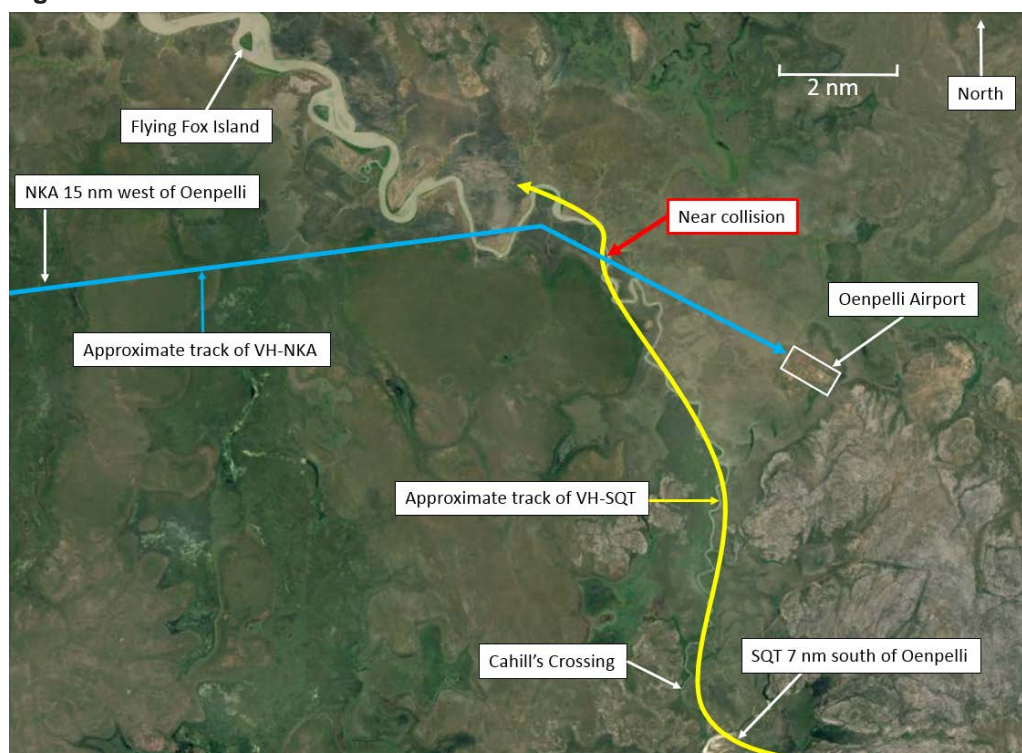 Flying Fox Island
2 nm
North
NKA 15 nm west of Oenpelli
Near collision
Oenpelli Airport
Approximate track of VH-NKA
Approximate track of VH-SQT
Cahill's Crossing
SQT 7 nm south of Oenpelli